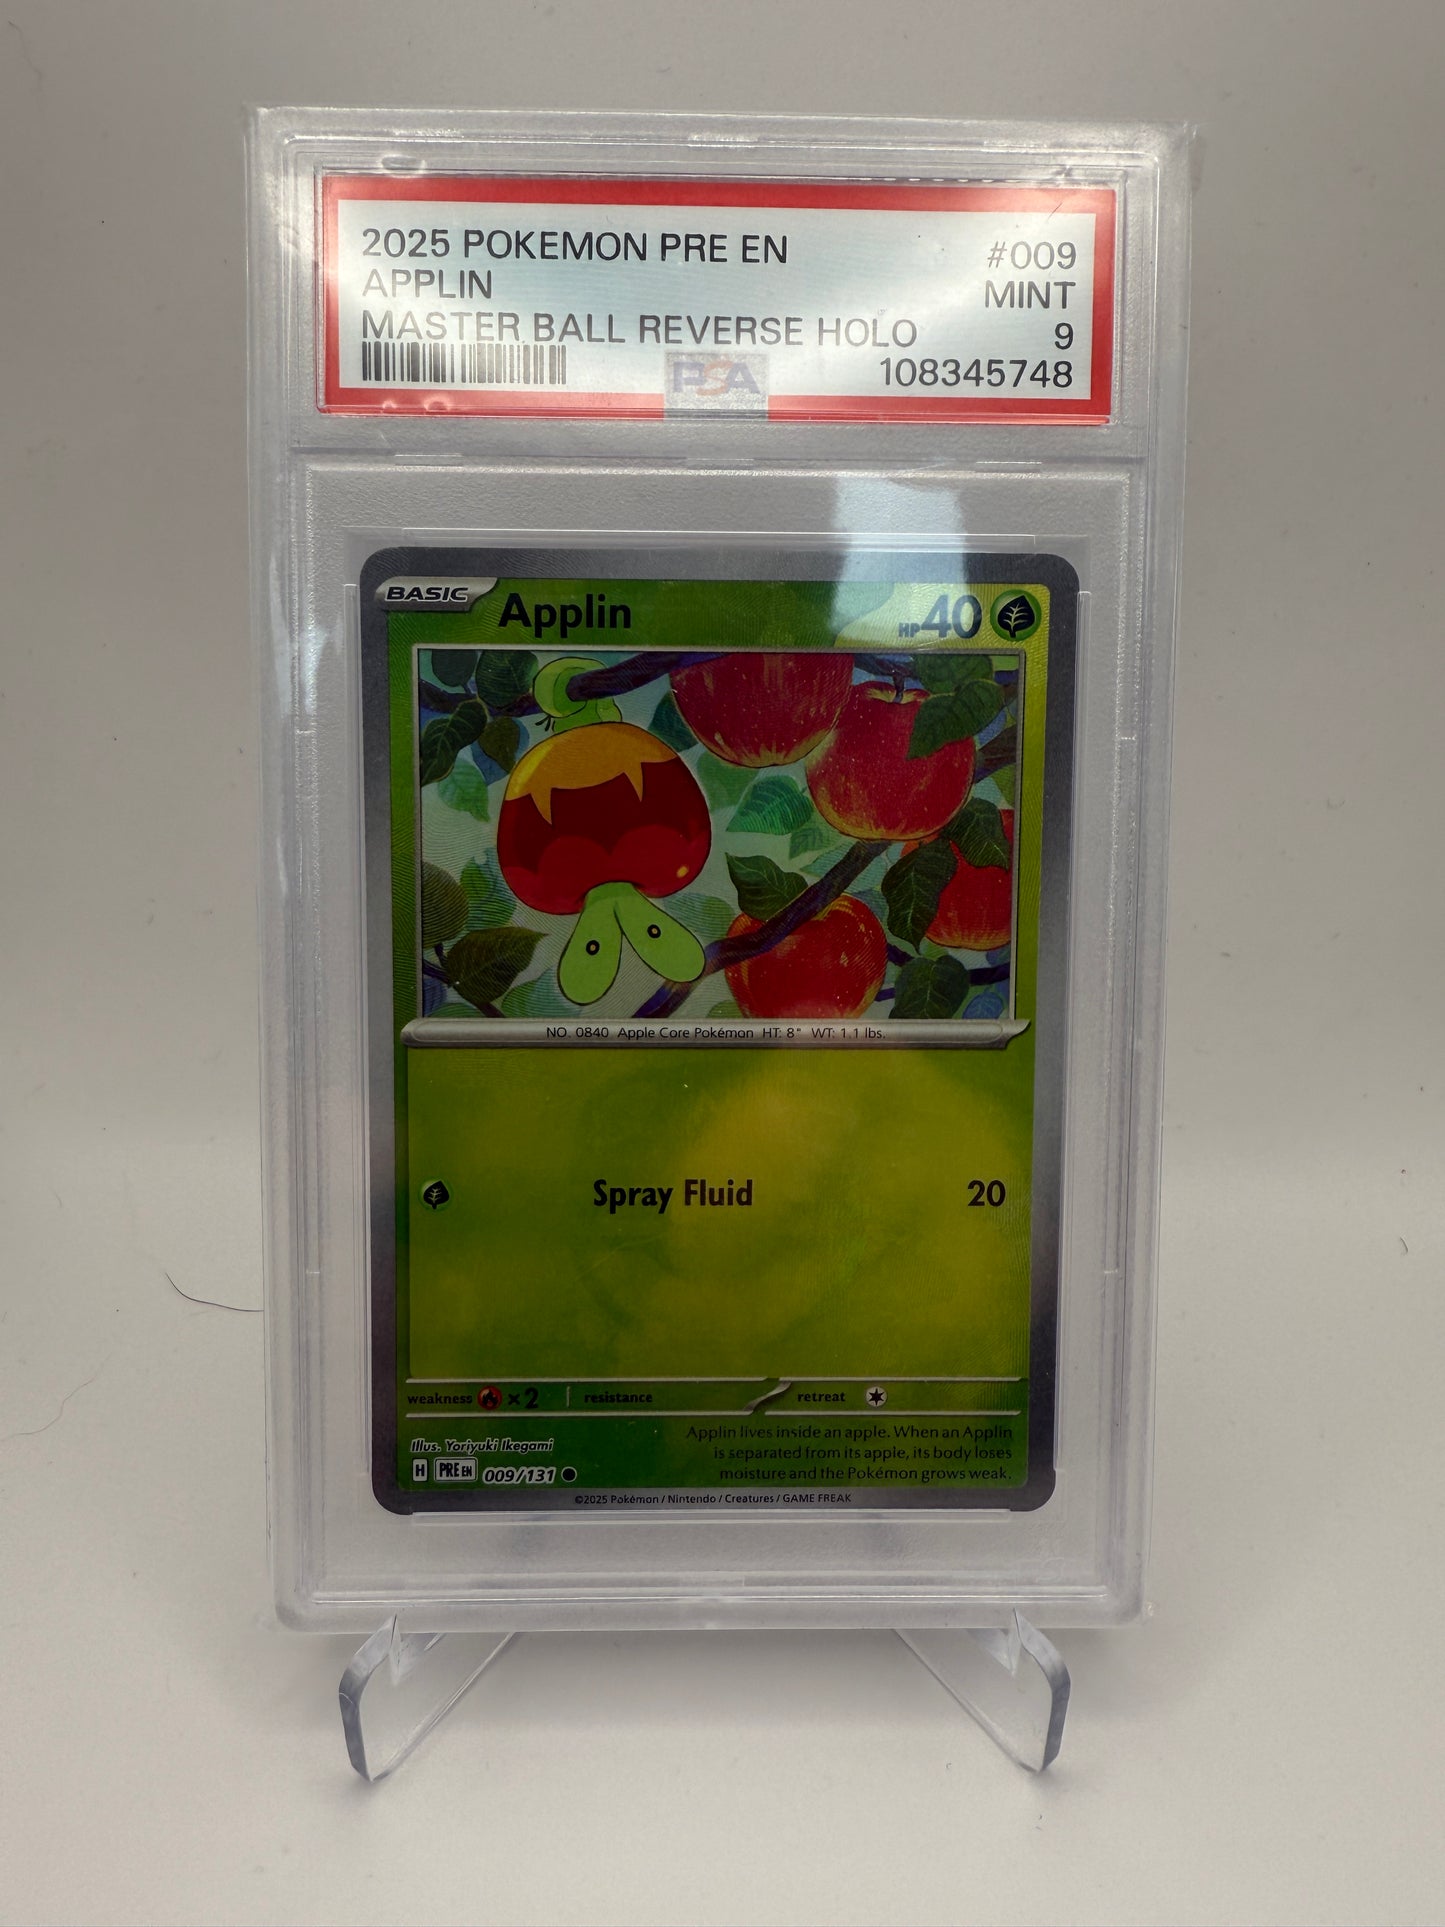 2025 POKEMON PRE EN #009
APPLIN MINT
MASTER BALL REVERSE HOLO 9
PSA 108345748
BASIC Applin HP40
NO. 0840 Apple Core Pokémon HT: 8" WT: 1.1 lbs.
Spray Fluid 20
weakness ×2 resistance retreat
Illus. Yoriyuki Ikegami
H PRE EN 009/131
Applin lives inside an apple. When an Applin
is separated from its apple, its body loses
moisture and the Pokémon grows weak.
©2025 Pokémon / Nintendo / Creatures / GAME FREAK